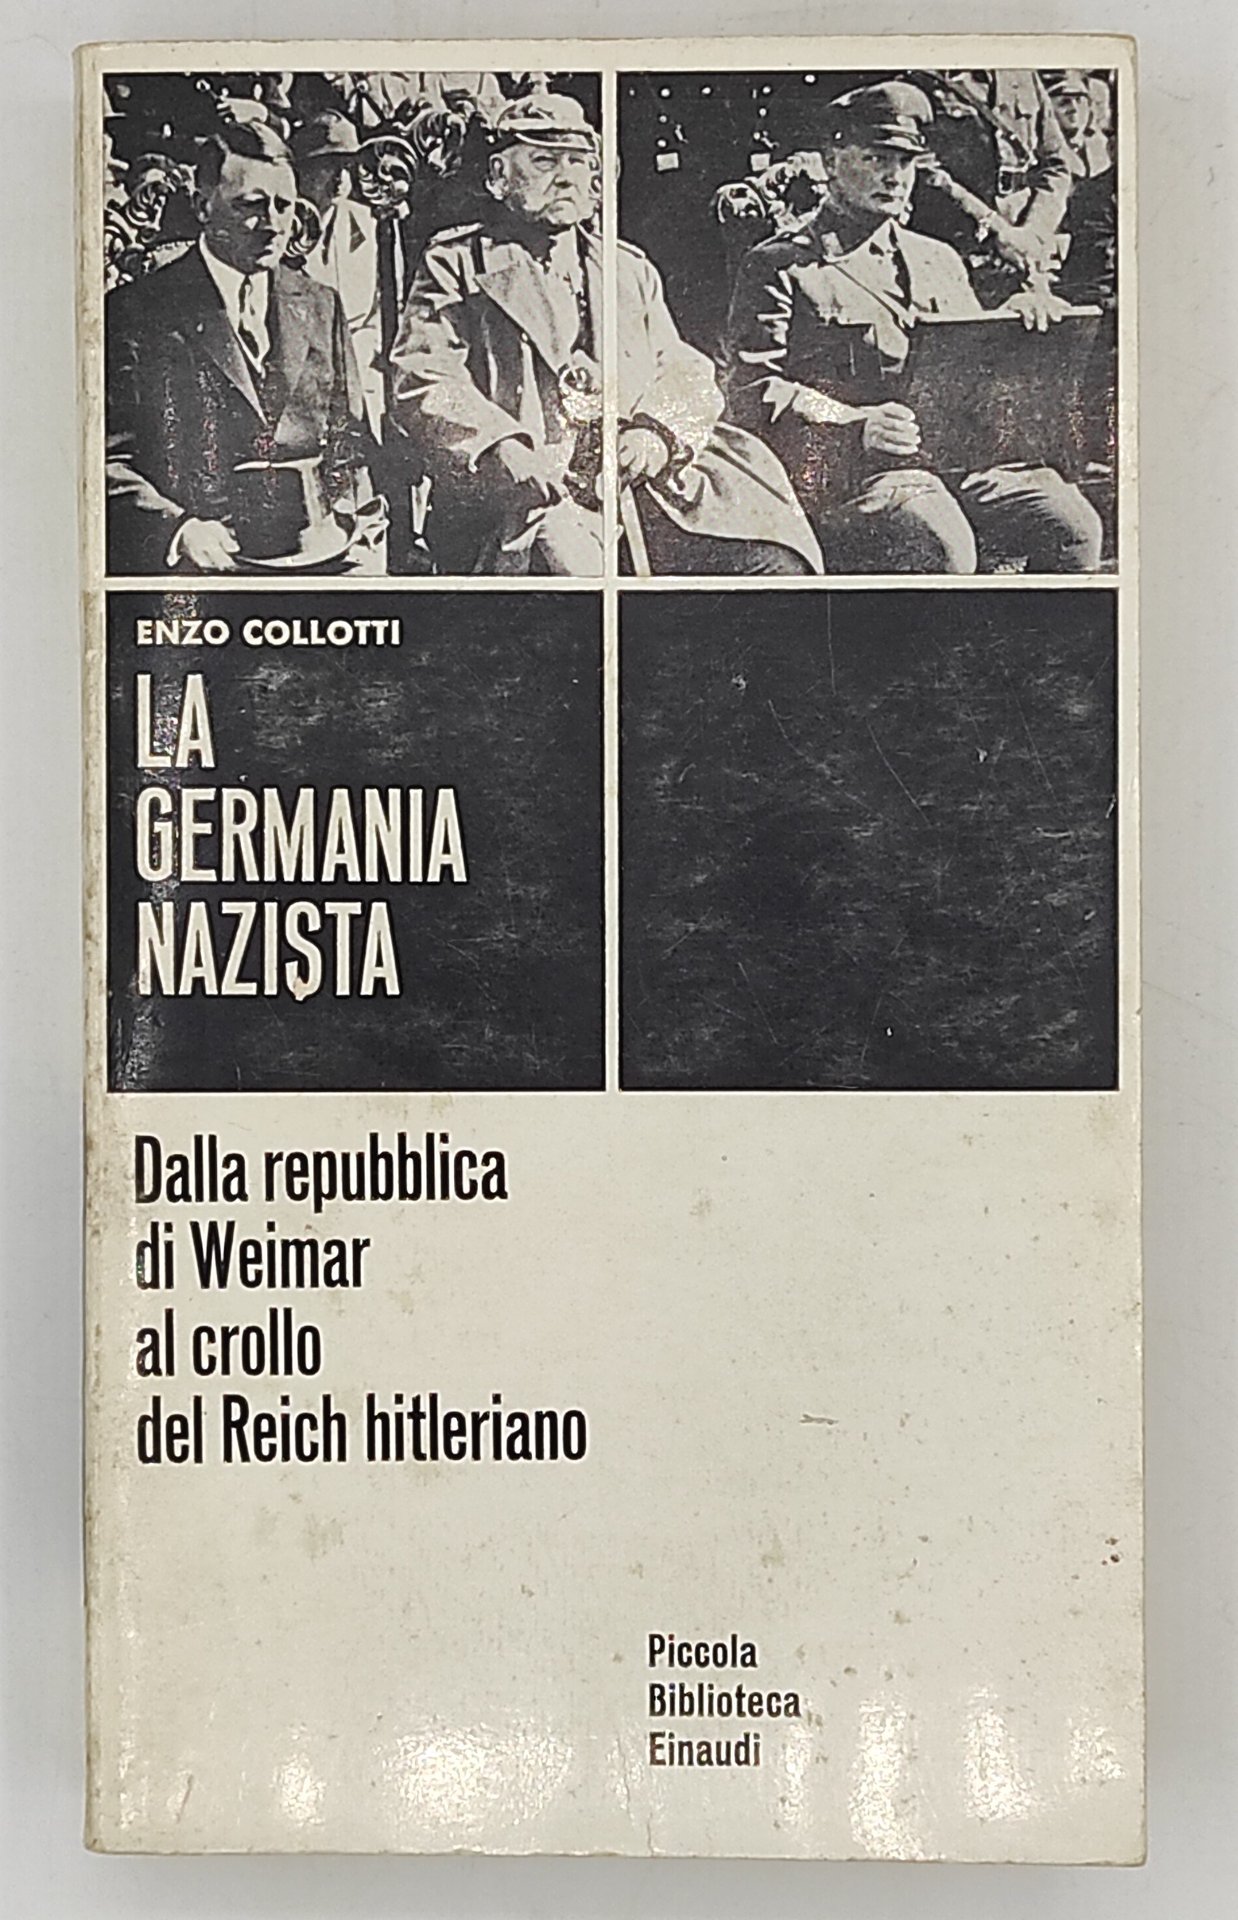 ENZO COLLOTTI
LA
GERMANIA
NAZISTA
Dalla repubblica
di Weimar
al crollo
del Reich hitleriano
Piccola
Biblioteca
Einaudi